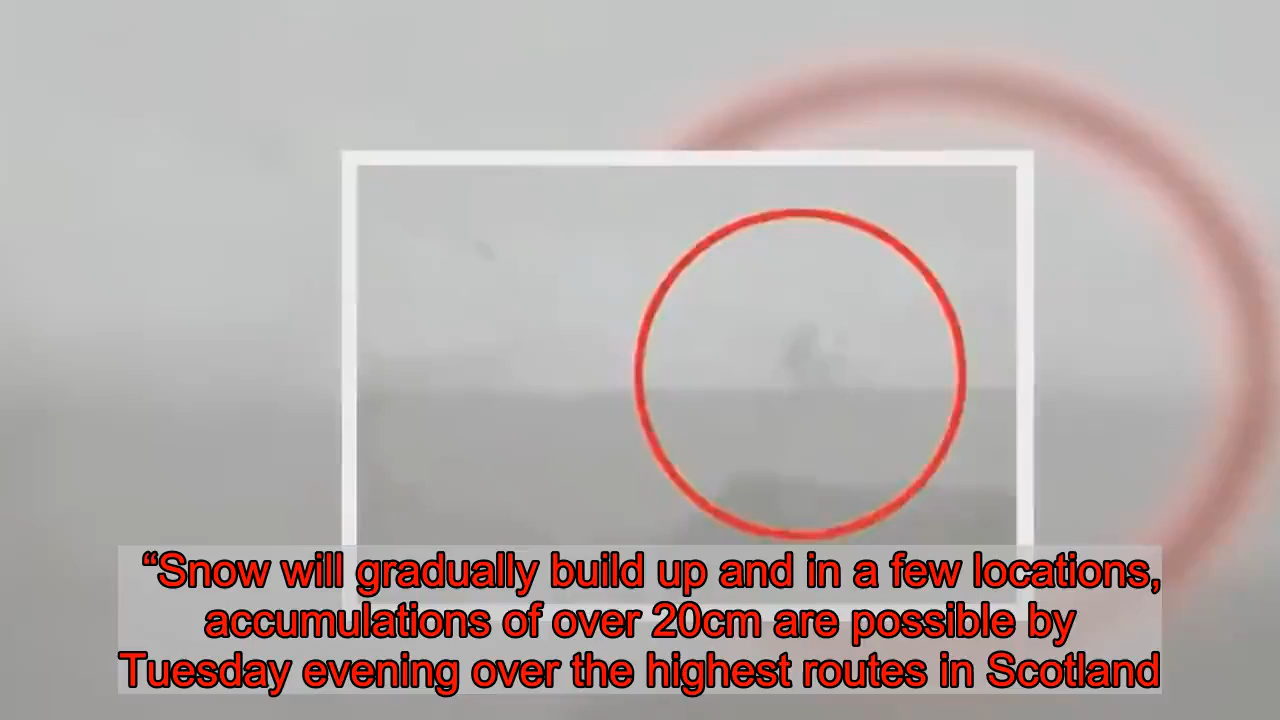 “Snow will gradually build up and in a few locations,
accumulations of over 20cm are possible by
Tuesday evening over the highest routes in Scotland